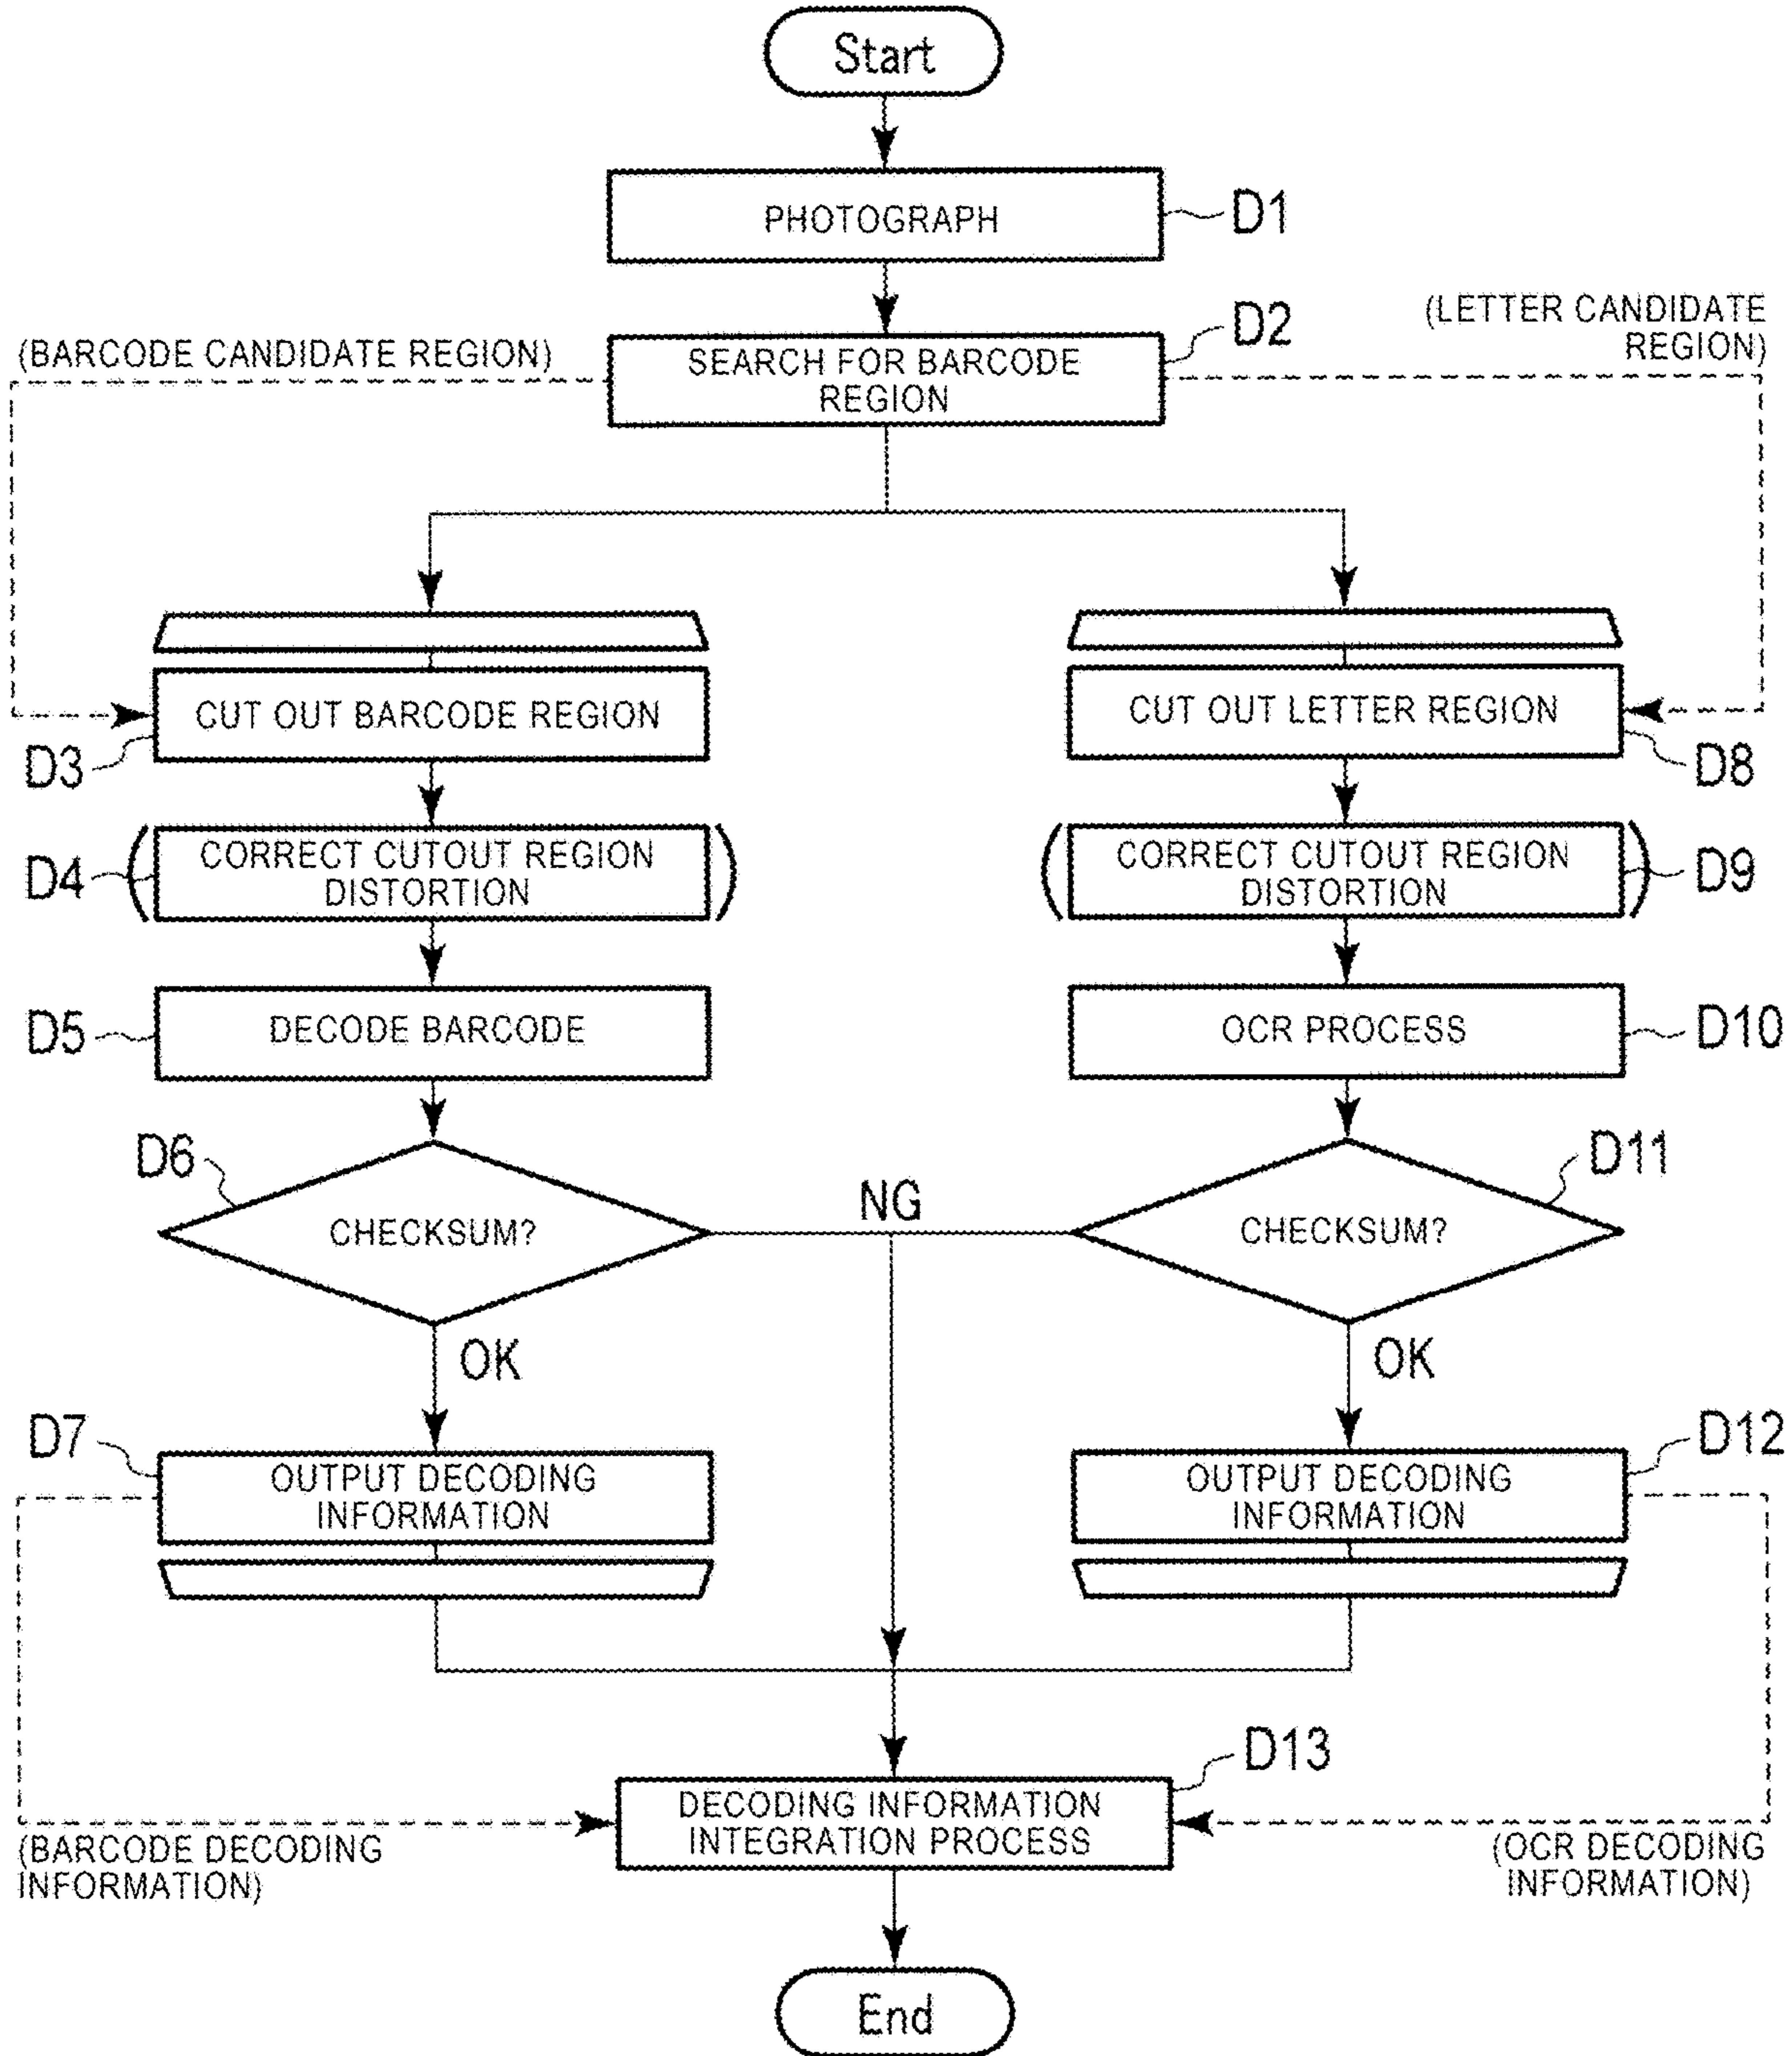 Start
PHOTOGRAPH
D1
(BARCODE CANDIDATE REGION)
SEARCH FOR BARCODE
REGION
D2
(LETTER CANDIDATE
REGION)
CUT OUT BARCODE REGION
D3
CORRECT CUTOUT REGION
DISTORTION
D4
DECODE BARCODE
D5
CHECKSUM?
D6
NG
OK
OUTPUT DECODING
INFORMATION
D7
CUT OUT LETTER REGION
D8
CORRECT CUTOUT REGION
DISTORTION
D9
OCR PROCESS
D10
CHECKSUM?
D11
OK
OUTPUT DECODING
INFORMATION
D12
D13
DECODING INFORMATION
INTEGRATION PROCESS
(BARCODE DECODING
INFORMATION)
(OCR DECODING
INFORMATION)
End